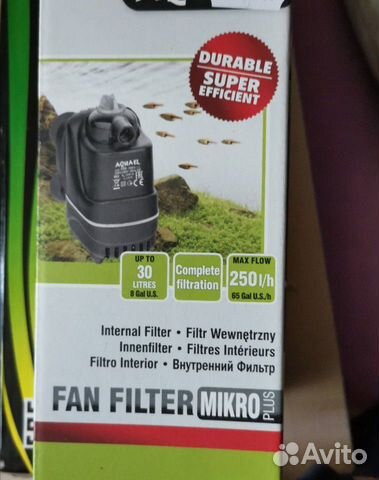 DURABLE
SUPER
EFFICIENT
AQUAEL
UP TO
30
LITRES
8 Gal U.S.
Complete
filtration
MAX FLOW
250 l/h
65 Gal U.S./h
Internal Filter • Filtr Wewnętrzny
Innenfilter • Filtres Intérieurs
Filtro Interior • Внутренний Фильтр
FAN FILTER MIKRO PLUS
Avito